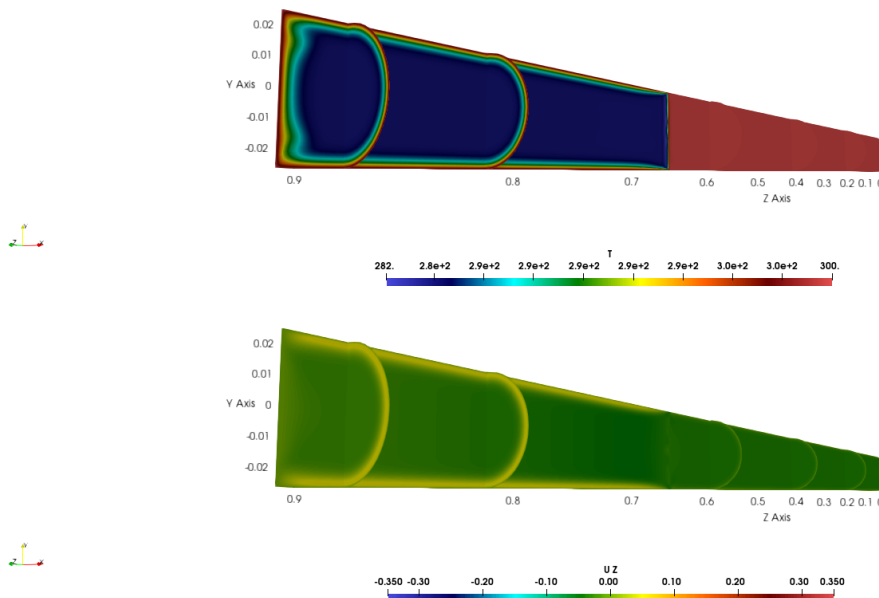 0.02
0.01
Y Axis 0
-0.01
-0.02
0.9 0.8 0.7 0.6 0.5 0.4 0.3 0.2 0.1
Z Axis
Y
Z X
T
282. 2.8e+2 2.9e+2 2.9e+2 2.9e+2 2.9e+2 2.9e+2 3.0e+2 3.0e+2 300.
0.02
0.01
Y Axis 0
-0.01
-0.02
0.9 0.8 0.7 0.6 0.5 0.4 0.3 0.2 0.1
Z Axis
Y
Z X
U Z
-0.350 -0.30 -0.20 -0.10 0.00 0.10 0.20 0.30 0.350